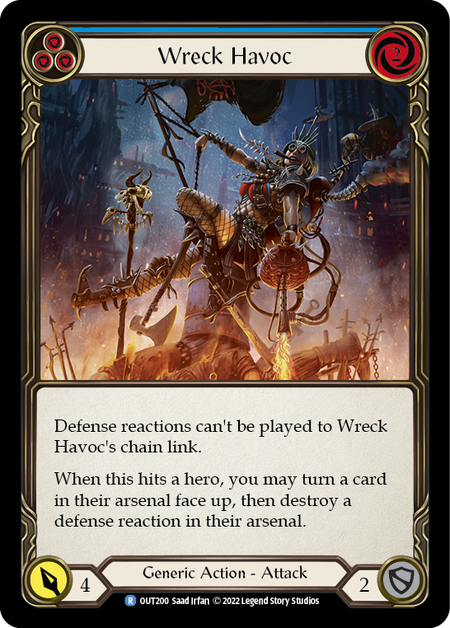 Wreck Havoc
2
Defense reactions can't be played to Wreck
Havoc's chain link.
When this hits a hero, you may turn a card
in their arsenal face up, then destroy a
defense reaction in their arsenal.
4
Generic Action - Attack
2
R OUT200 Saad Irfan © 2022 Legend Story Studios